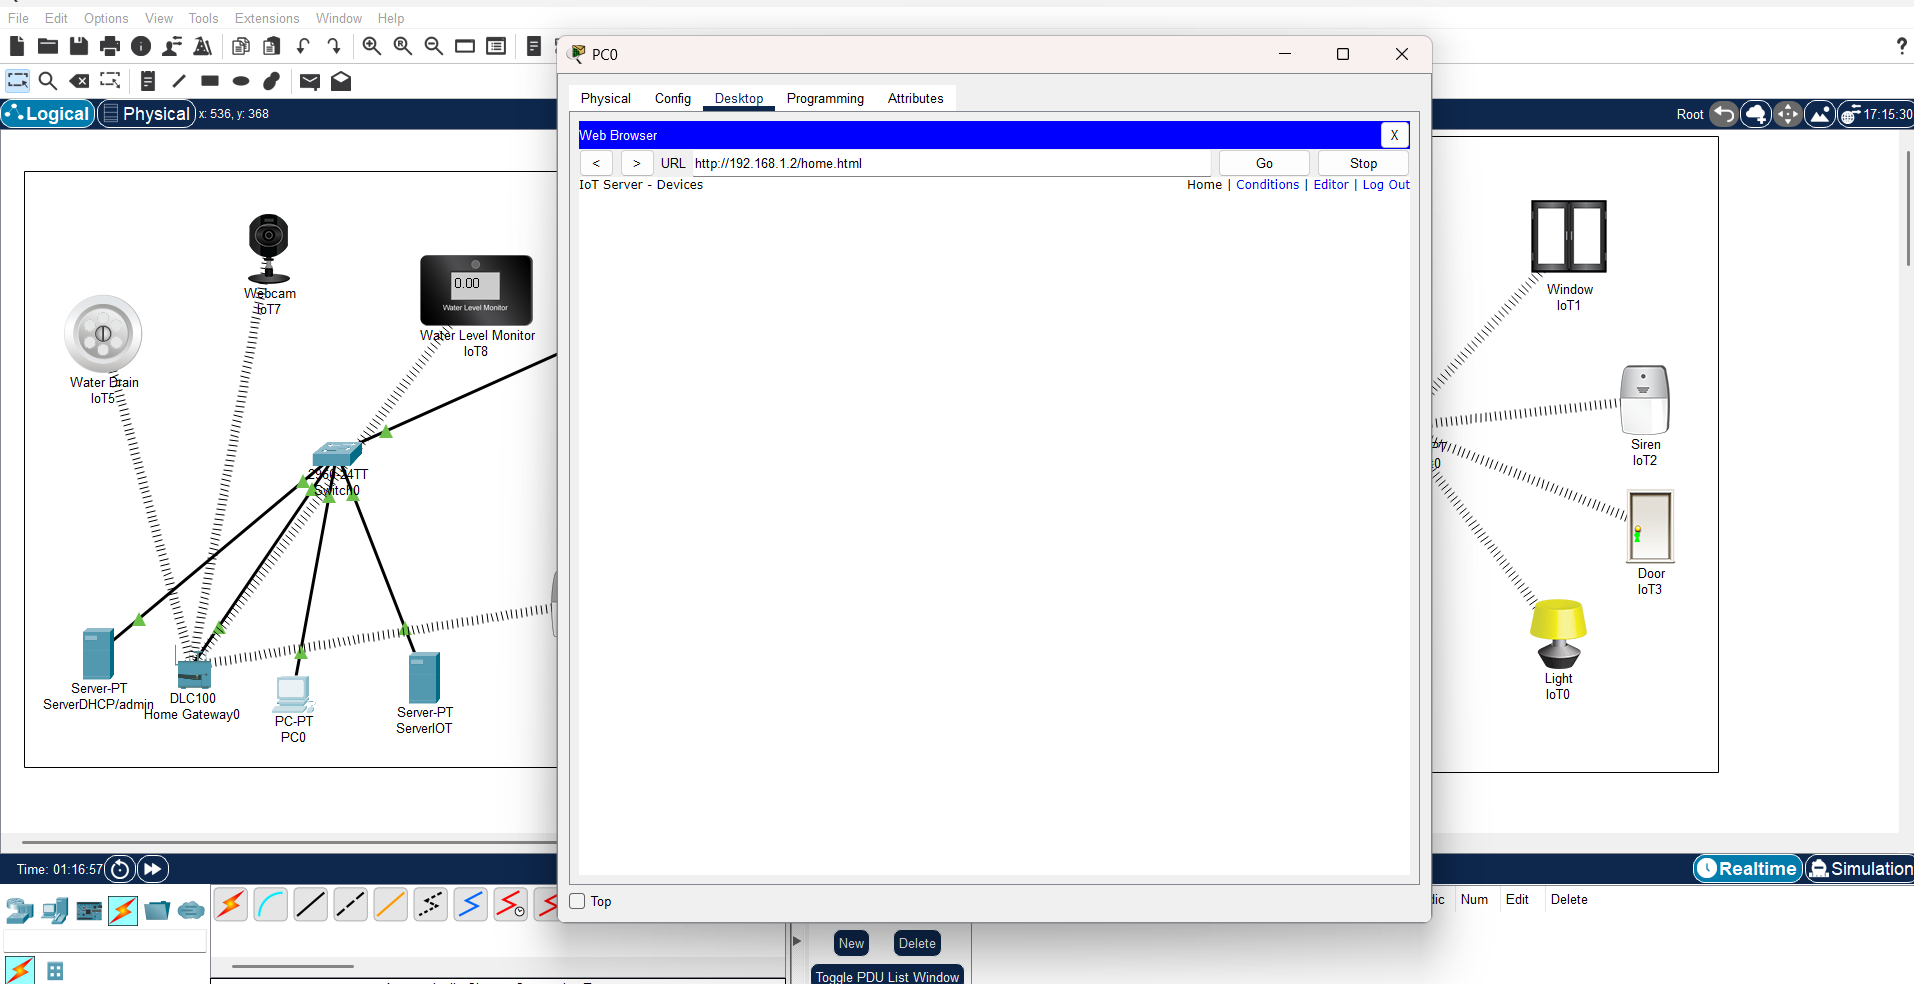 File Edit Options View Tools Extensions Window Help
?
PC0
Physical Config Desktop Programming Attributes
Logical Physical x: 536, y: 368
Root 17:15:30
Web Browser X
< > URL http://192.168.1.2/home.html Go Stop
IoT Server - Devices Home | Conditions | Editor | Log Out
Webcam
IoT7
0.00
Water Level Monitor
Water Level Monitor
IoT8
Water Drain
IoT5
2960-24TT
Switch0
Server-PT
ServerDHCP/admin
DLC100
Home Gateway0
PC-PT
PC0
Server-PT
ServerIOT
Window
IoT1
Siren
IoT2
Door
IoT3
Light
IoT0
Time: 01:16:57
Realtime Simulation
Top
Num Edit Delete
New Delete
Toggle PDU List Window